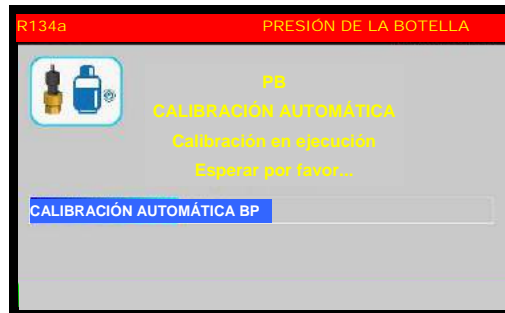 R134a PRESIÓN DE LA BOTELLA
PB
CALIBRACIÓN AUTOMÁTICA
Calibración en ejecución
Esperar por favor...
CALIBRACIÓN AUTOMÁTICA BP